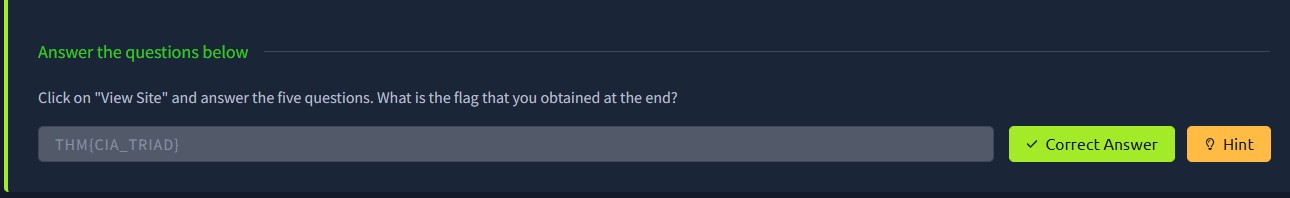 Answer the questions below
Click on "View Site" and answer the five questions. What is the flag that you obtained at the end?
THM{CIA_TRIAD} Correct Answer Hint